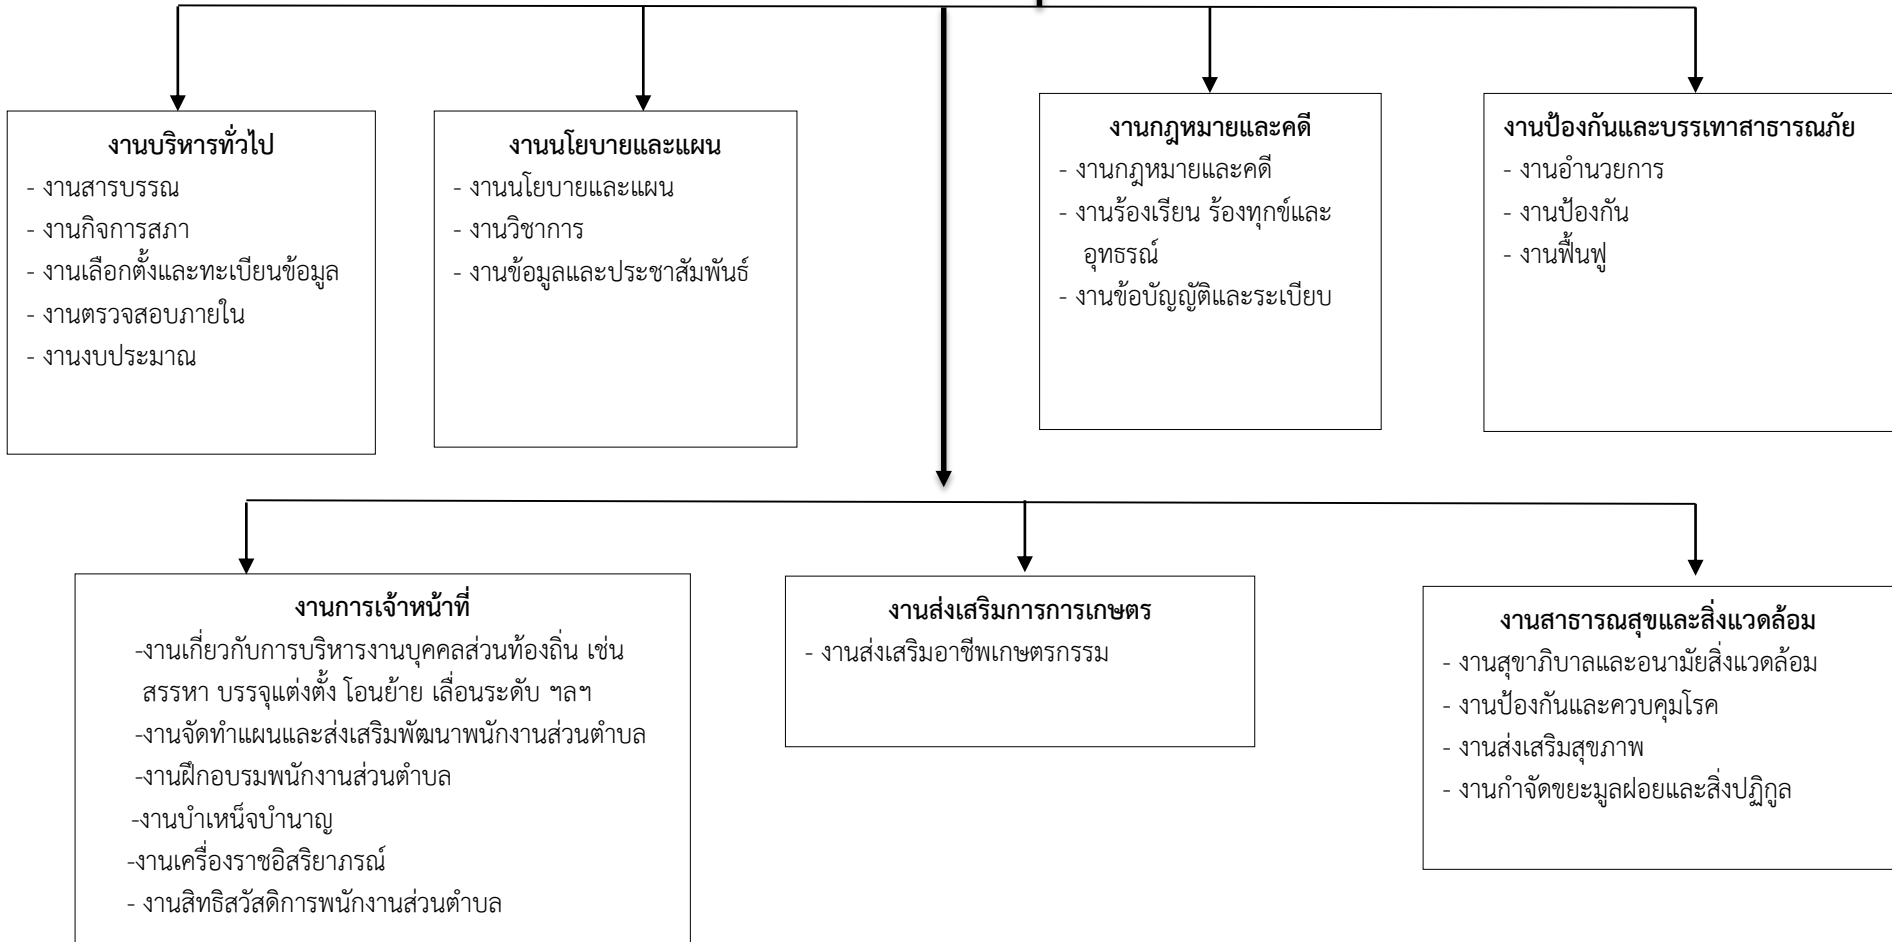 งานบริหารทั่วไป
- งานสารบรรณ
- งานกิจการสภา
- งานเลือกตั้งและทะเบียนข้อมูล
- งานตรวจสอบภายใน
- งานงบประมาณ
งานนโยบายและแผน
- งานนโยบายและแผน
- งานวิชาการ
- งานข้อมูลและประชาสัมพันธ์
งานกฎหมายและคดี
- งานกฎหมายและคดี
- งานร้องเรียน ร้องทุกข์และ
อุทธรณ์
- งานข้อบัญญัติและระเบียบ
งานป้องกันและบรรเทาสาธารณภัย
- งานอำนวยการ
- งานป้องกัน
- งานฟื้นฟู
งานการเจ้าหน้าที่
-งานเกี่ยวกับการบริหารงานบุคคลส่วนท้องถิ่น เช่น
สรรหา บรรจุแต่งตั้ง โอนย้าย เลื่อนระดับ ฯลฯ
-งานจัดทำแผนและส่งเสริมพัฒนาพนักงานส่วนตำบล
-งานฝึกอบรมพนักงานส่วนตำบล
-งานบำเหน็จบำนาญ
-งานเครื่องราชอิสริยาภรณ์
- งานสิทธิสวัสดิการพนักงานส่วนตำบล
งานส่งเสริมการการเกษตร
- งานส่งเสริมอาชีพเกษตรกรรม
งานสาธารณสุขและสิ่งแวดล้อม
- งานสุขาภิบาลและอนามัยสิ่งแวดล้อม
- งานป้องกันและควบคุมโรค
- งานส่งเสริมสุขภาพ
- งานกำจัดขยะมูลฝอยและสิ่งปฏิกูล